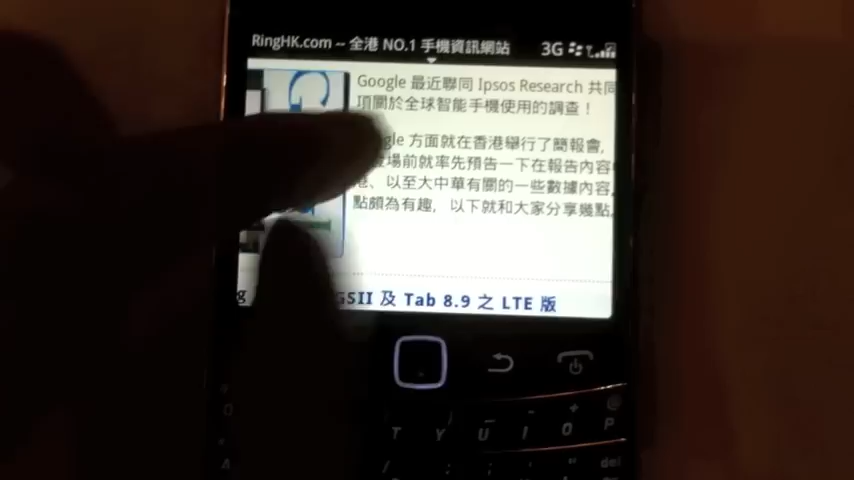 RingHK.com -- 全港 NO.1 手機資訊網站
3G
Google 最近聯同 Ipsos Research 共同
項關於全球智能手機使用的調查！
gle 方面就在香港舉行了簡報會,
場前就率先預告一下在報告內容
港、以至大中華有關的一些數據內容,
點頗為有趣, 以下就和大家分享幾點,
GSII 及 Tab 8.9 之 LTE 版
T Y U I O P
del